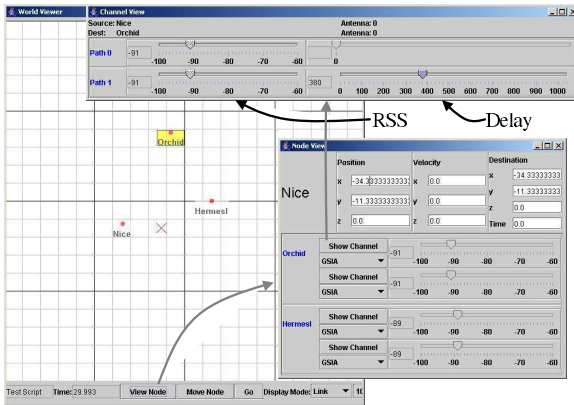 World Viewer
Channel View
Source: Nice
Antenna: 0
Dest: Orchid
Antenna: 0
Path 0
-91
-100 -90 -80 -70 -60
0
Path 1
-91
-100 -90 -80 -70 -60
380
0 100 200 300 400 500 600 700 800 900 1000
RSS
Delay
Orchid
Hermesl
Nice
Node View
Nice
Position
Velocity
Destination
x
x 0.0
x -34.33333333
y
y 0.0
y -11.33333333
z 0.0
z 0.0
z 0.0
Time 0.0
Orchid
Show Channel
-91
GSIA
-100 -90 -80 -70 -60
Show Channel
-91
GSIA
-100 -90 -80 -70 -60
Hermesl
Show Channel
-89
GSIA
-100 -90 -80 -70 -60
Show Channel
-89
GSIA
-100 -90 -80 -70 -60
Test Script Time: 29.993 View Node Move Node Go Display Mode: Link